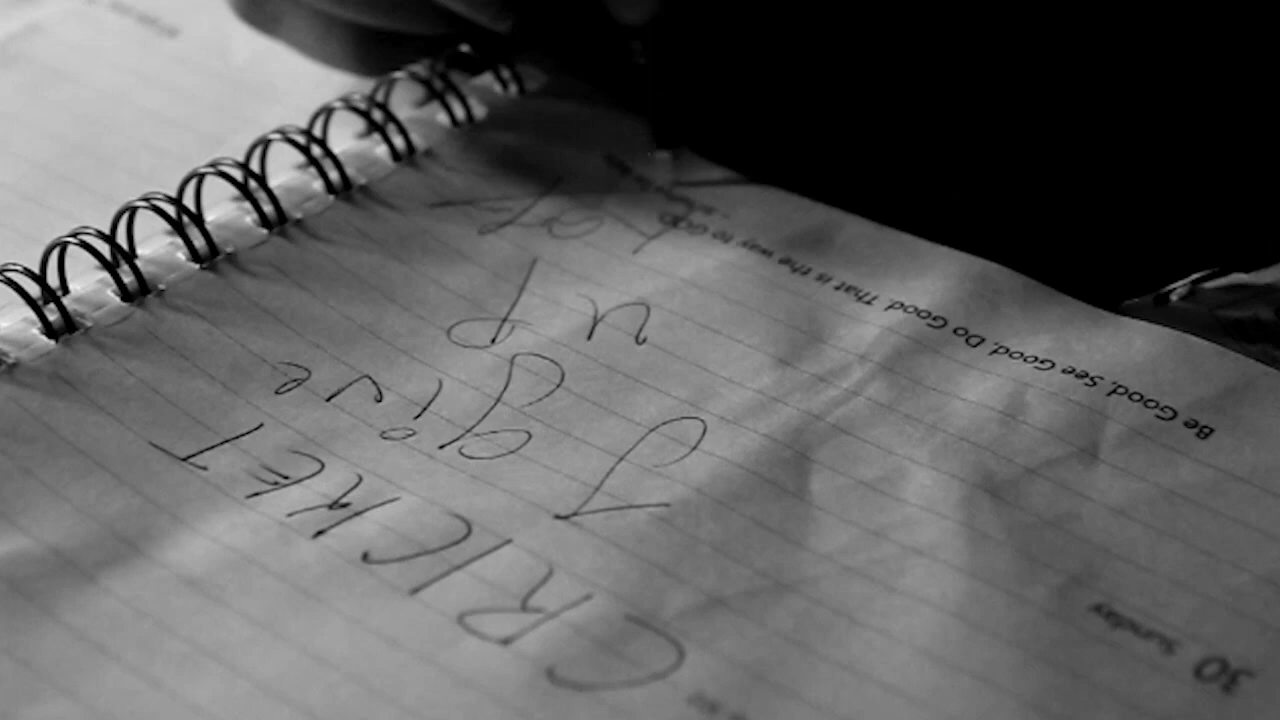 30 Sunday
CRICKET
I give
up
Be Good. See Good. Do Good. That is the way to GOD